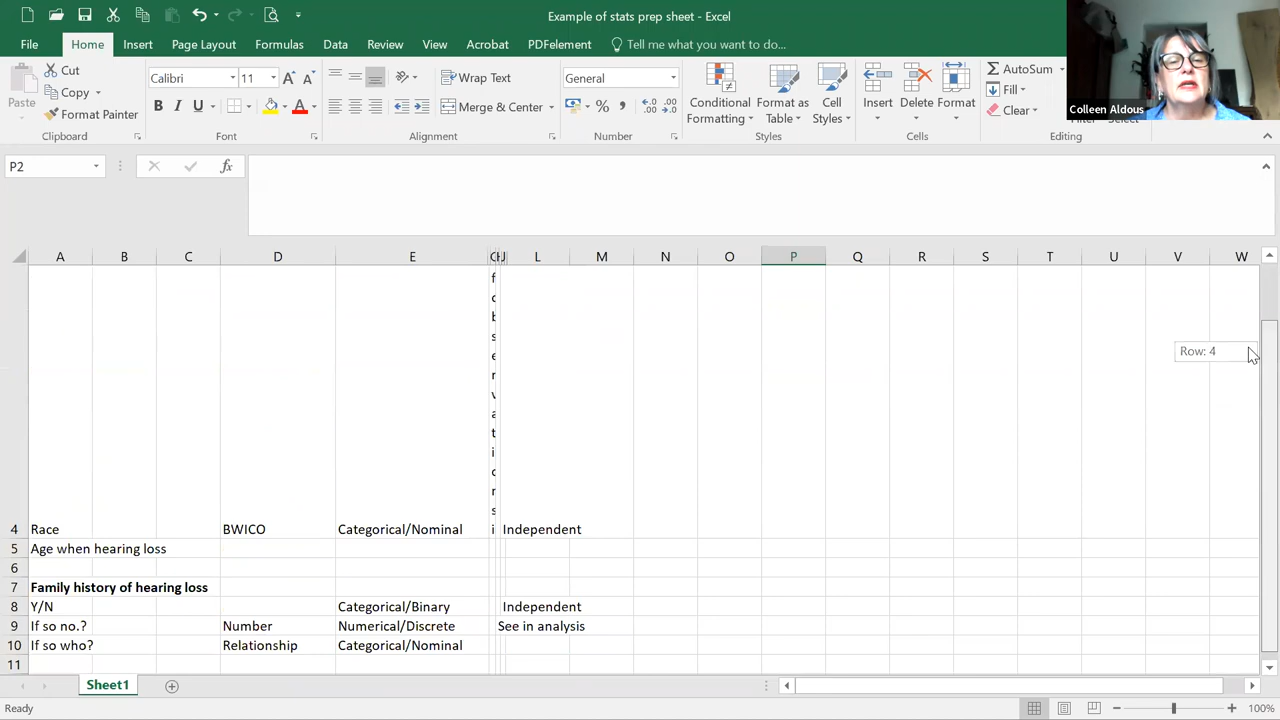 Example of stats prep sheet - Excel
File Home Insert Page Layout Formulas Data Review View Acrobat PDFelement Tell me what you want to do...
Colleen Aldous
Paste
Cut
Copy
Format Painter
Clipboard
Calibri 11
B I U
Font
Wrap Text
Merge & Center
Alignment
General
Number
Conditional Formatting
Format as Table
Cell Styles
Styles
Insert Delete Format
Cells
AutoSum
Fill
Clear
Editing
P2
fx
A B C D E L M N O P Q R S T U V W
Row: 4
4 Race BWICO Categorical/Nominal Independent
5 Age when hearing loss
6
7 Family history of hearing loss
8 Y/N Categorical/Binary Independent
9 If so no.? Number Numerical/Discrete See in analysis
10 If so who? Relationship Categorical/Nominal
11
Sheet1
Ready
100%